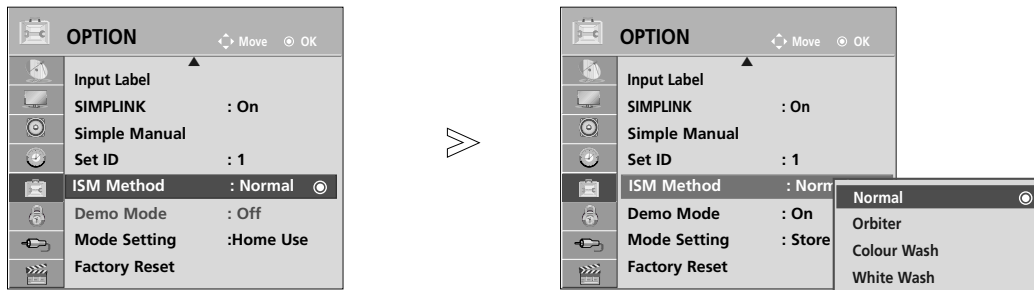 OPTION Move OK
Input Label
SIMPLINK : On
Simple Manual
Set ID : 1
ISM Method : Normal
Demo Mode : Off
Mode Setting :Home Use
Factory Reset
OPTION Move OK
Input Label
SIMPLINK : On
Simple Manual
Set ID : 1
ISM Method : Norm
Demo Mode : On
Mode Setting : Store
Factory Reset
Normal
Orbiter
Colour Wash
White Wash